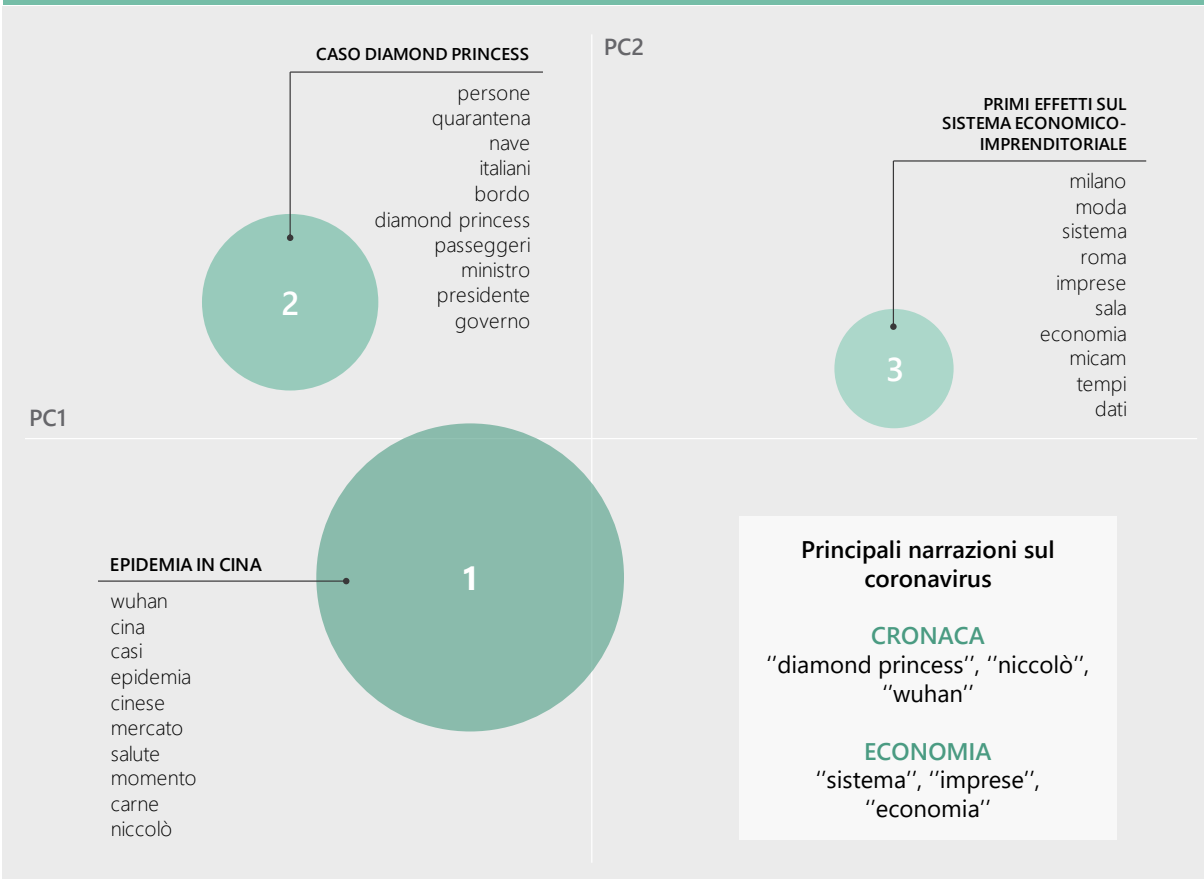 CASO DIAMOND PRINCESS
persone
quarantena
nave
italiani
bordo
diamond princess
passeggeri
ministro
presidente
governo
2
PC2
PRIMI EFFETTI SUL
SISTEMA ECONOMICO-
IMPRENDITORIALE
milano
moda
sistema
roma
imprese
sala
economia
micam
tempi
dati
3
PC1
EPIDEMIA IN CINA
wuhan
cina
casi
epidemia
cinese
mercato
salute
momento
carne
niccolò
1
Principali narrazioni sul
coronavirus
CRONACA
''diamond princess'', ''niccolò'',
''wuhan''
ECONOMIA
''sistema'', ''imprese'',
''economia''